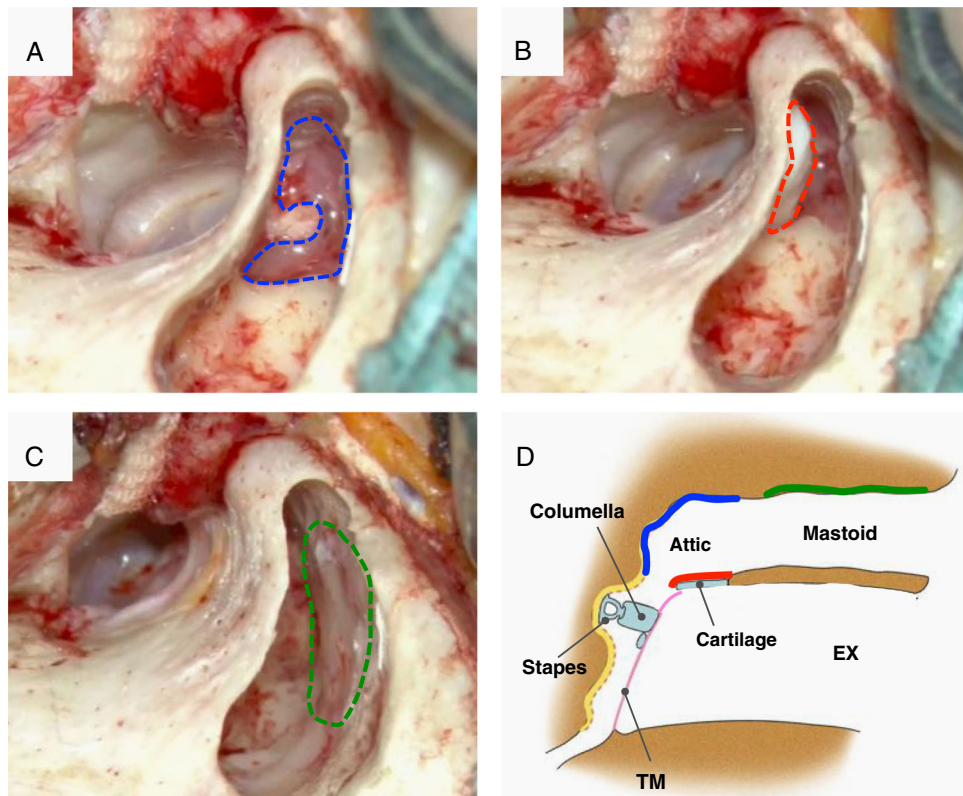 A
B
C
D
Columella
Attic
Mastoid
Stapes
Cartilage
EX
TM